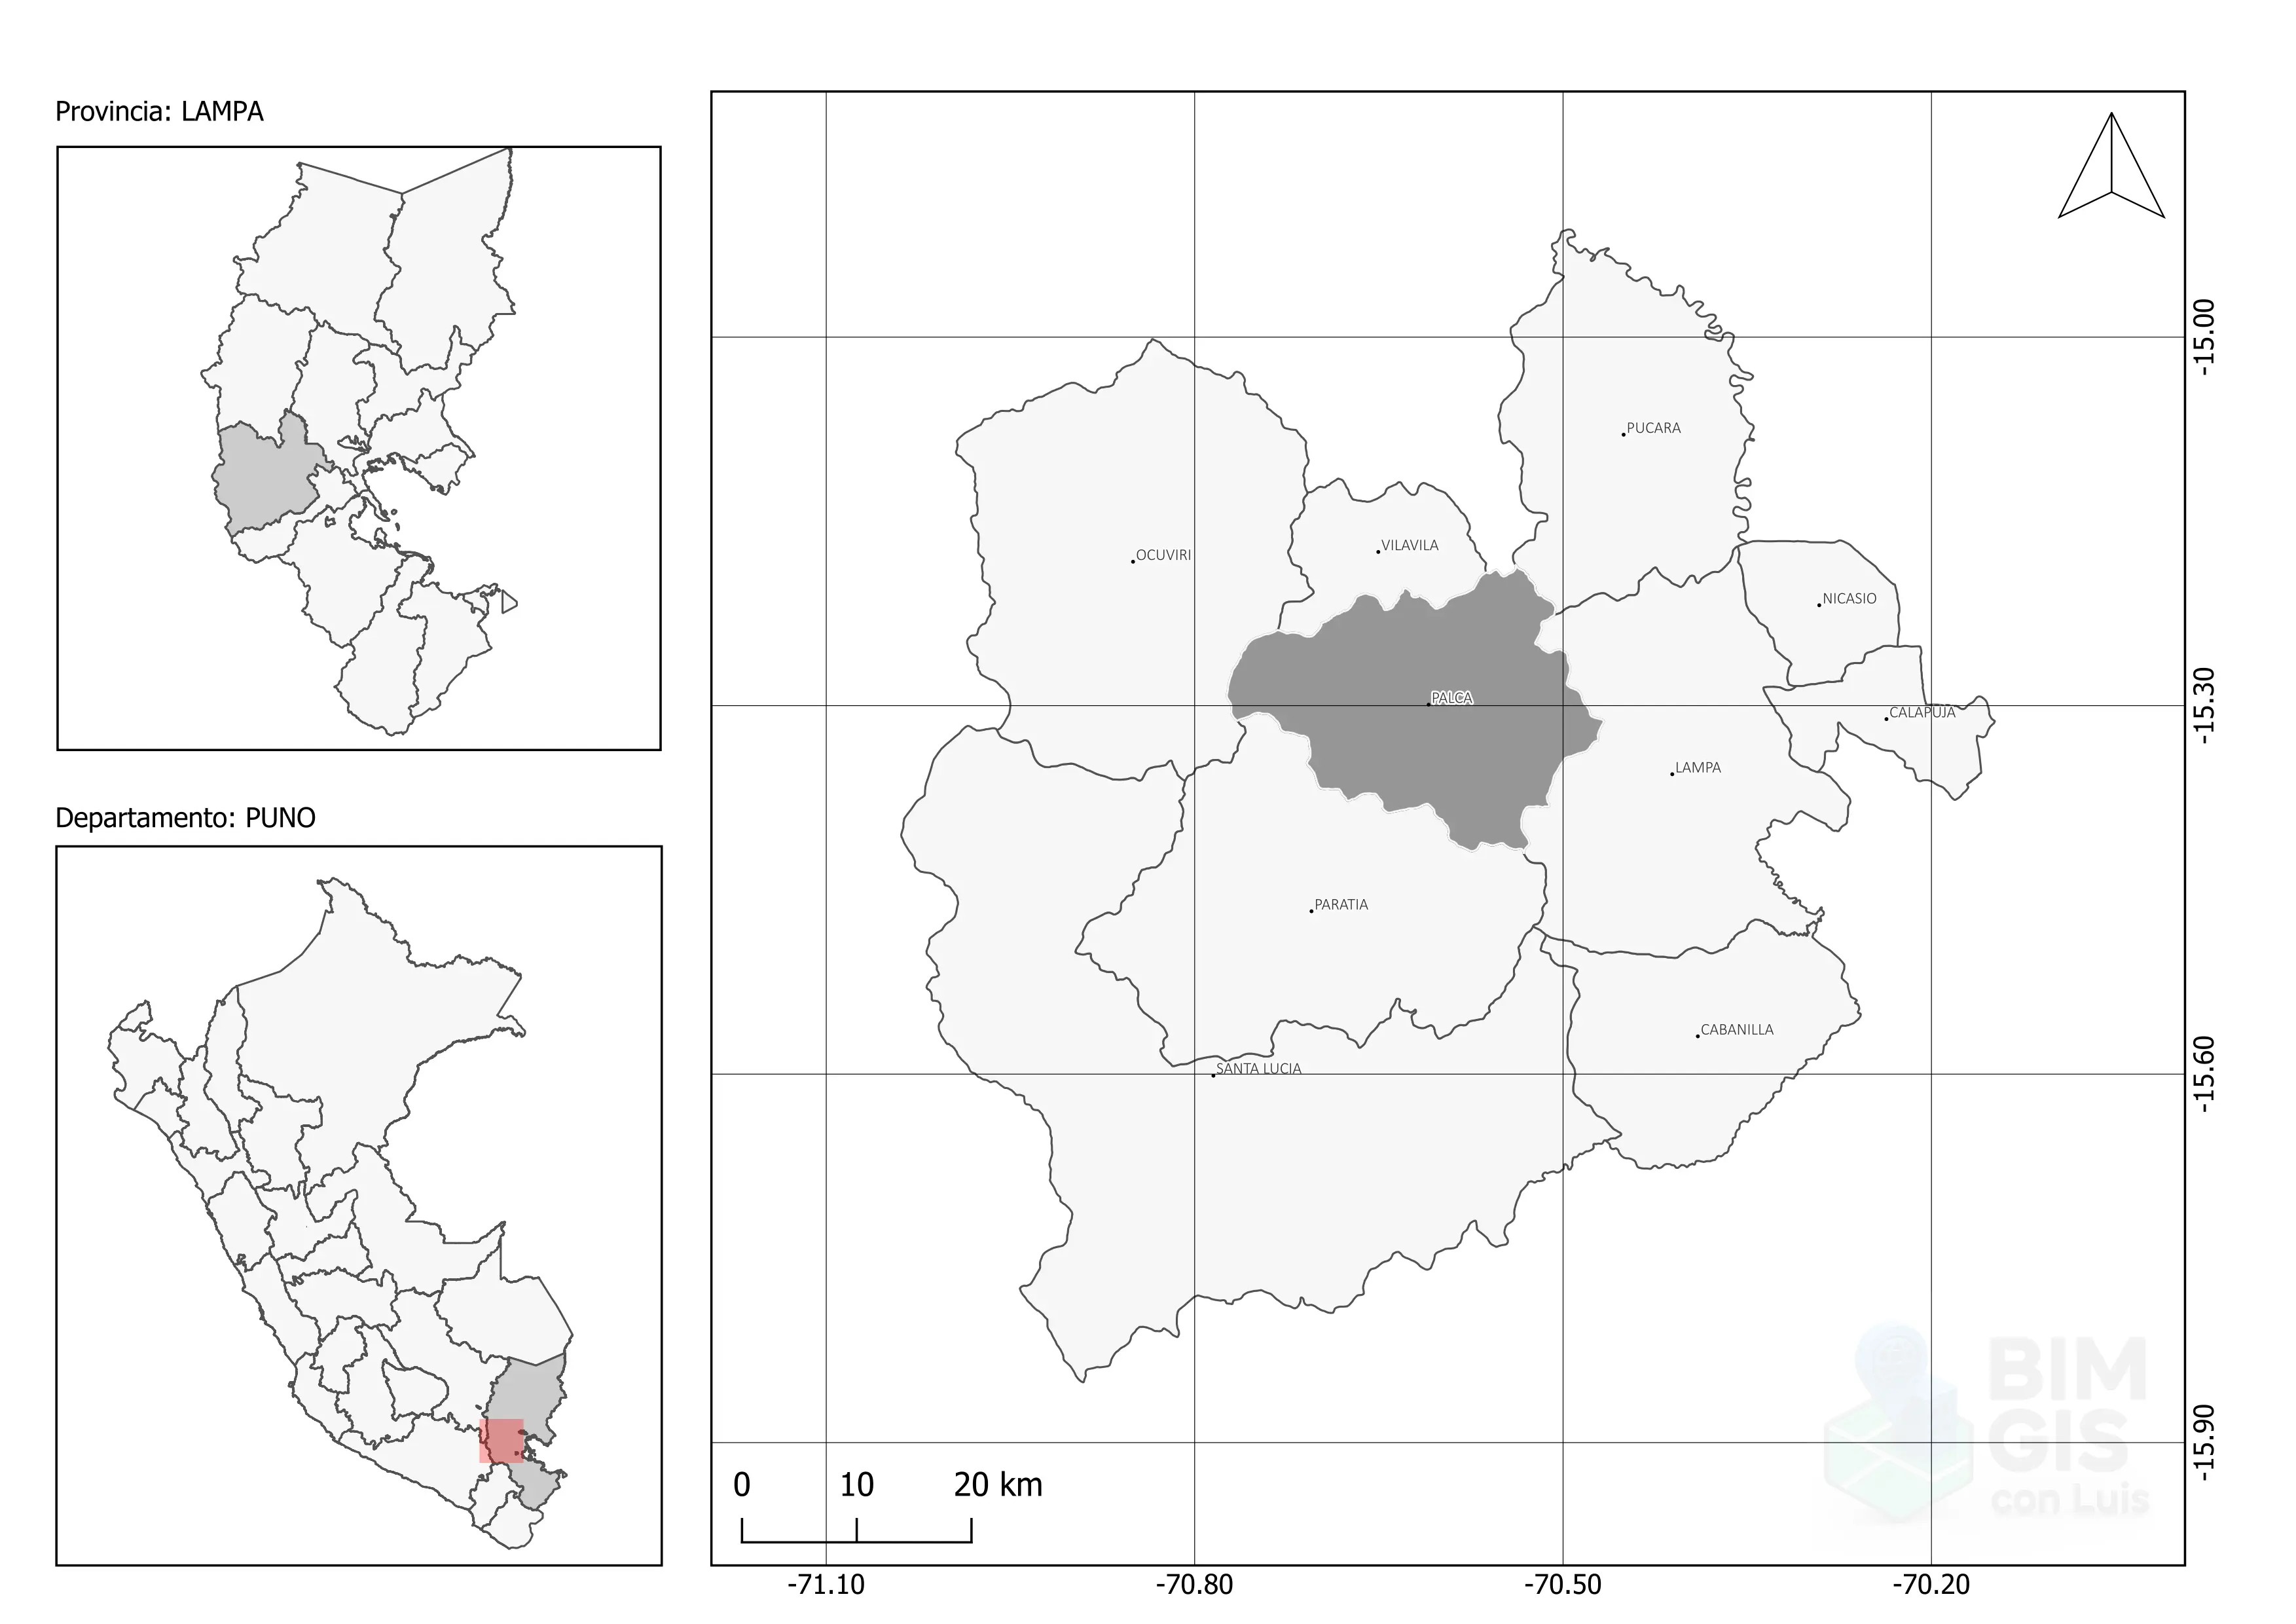 Provincia: LAMPA
Departamento: PUNO
PUCARA
VILAVILA
OCUVIRI
NICASIO
PALCA
CALAPUJA
LAMPA
PARATIA
CABANILLA
SANTA LUCIA
-15.00
-15.30
-15.60
-15.90
0 10 20 km
-71.10 -70.80 -70.50 -70.20
BIM
GIS
con Luis